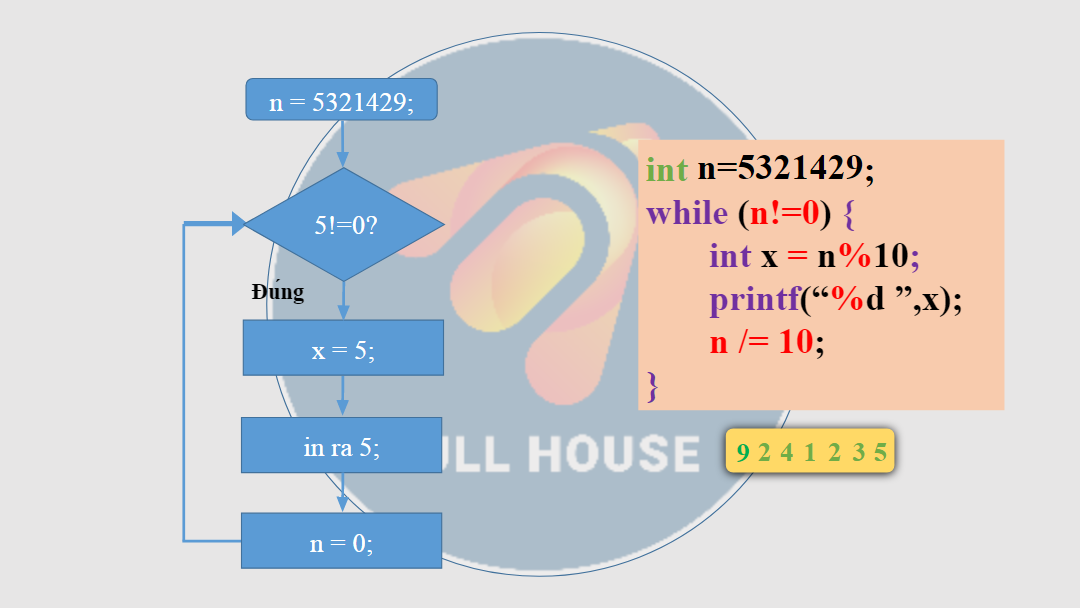 n = 5321429;
5!=0?
Đúng
x = 5;
in ra 5;
n = 0;
int n=5321429;
while (n!=0) {
int x = n%10;
printf(“%d ”,x);
n /= 10;
}
ULL HOUSE
9 2 4 1 2 3 5